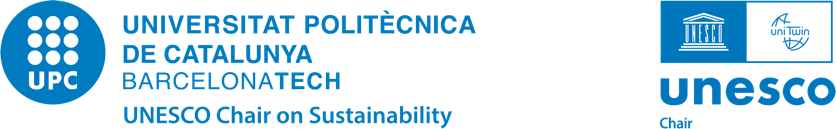 UPC
UNIVERSITAT POLITÈCNICA
DE CATALUNYA
BARCELONATECH
UNESCO Chair on Sustainability
UNESCO
uniTwin
unesco
Chair